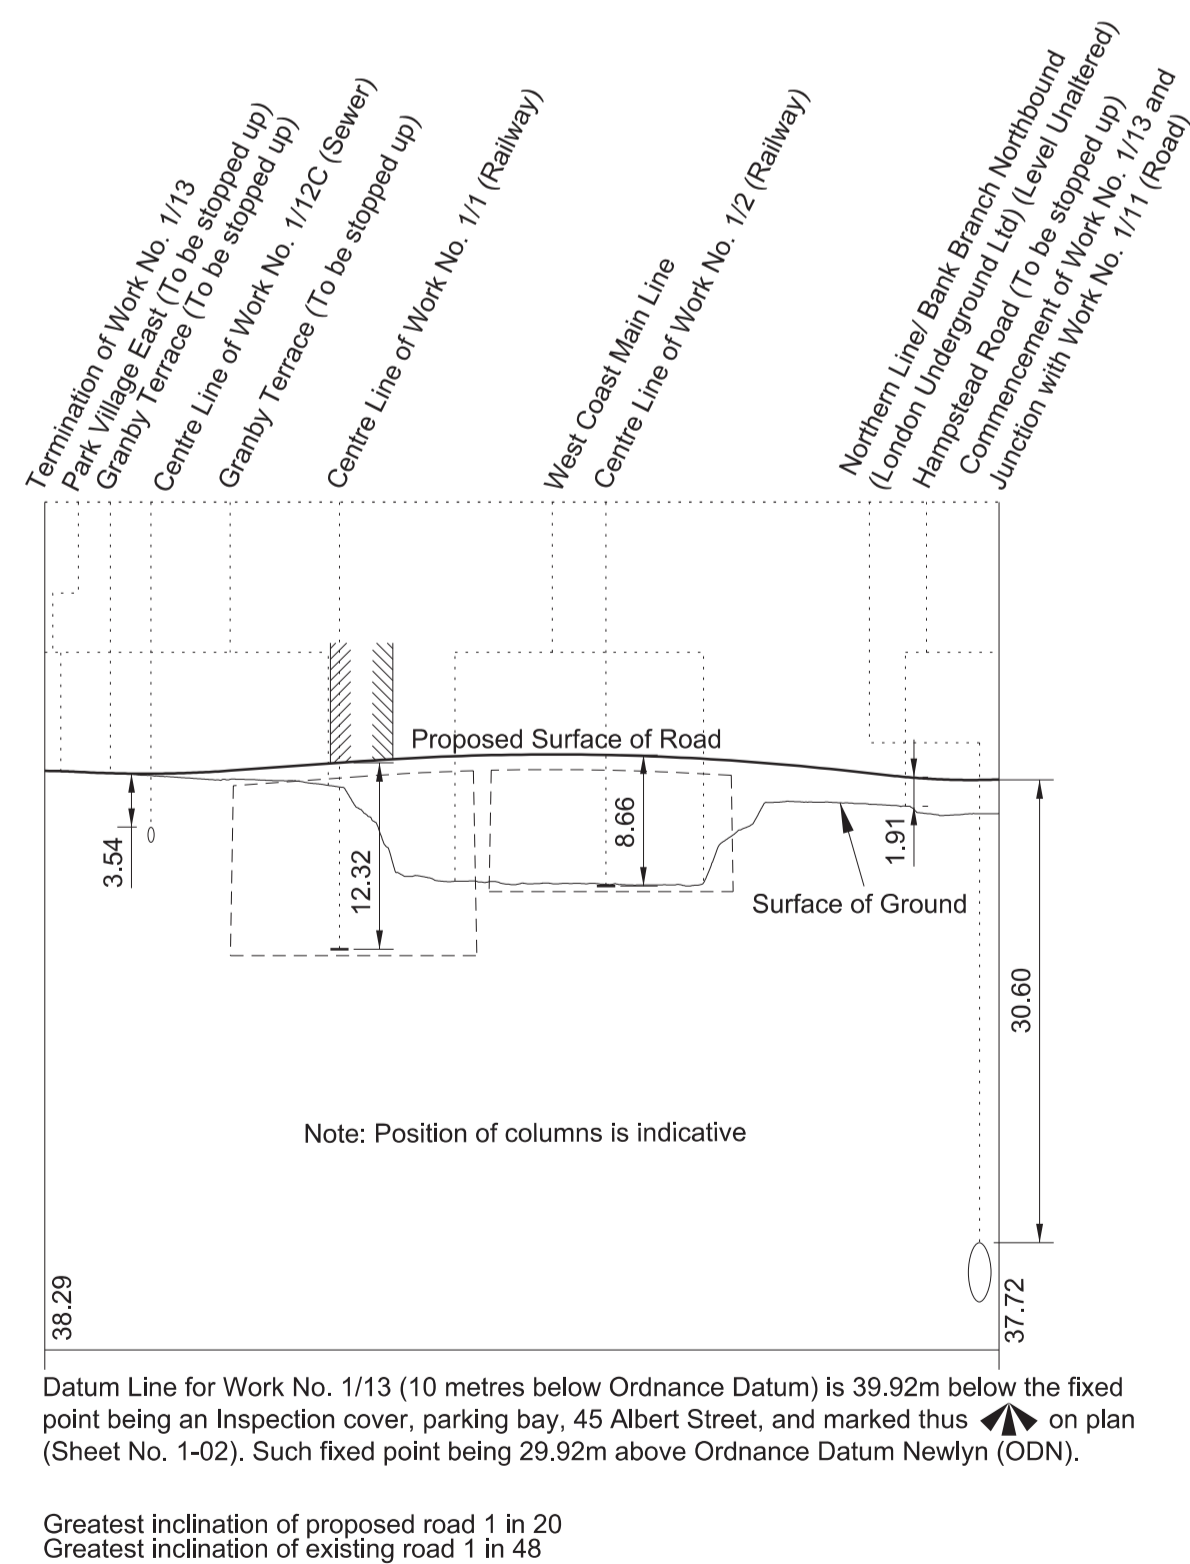 Termination of Work No. 1/13
Park Village East (To be stopped up)
Granby Terrace (To be stopped up)
Centre Line of Work No. 1/12C (Sewer)
Granby Terrace (To be stopped up)
Centre Line of Work No. 1/1 (Railway)
West Coast Main Line
Centre Line of Work No. 1/2 (Railway)
Northern Line/ Bank Branch Northbound
(London Underground Ltd) (Level Unaltered)
Hampstead Road (To be stopped up)
Commencement of Work No. 1/13 and
Junction with Work No. 1/11 (Road)
Proposed Surface of Road
3.54
12.32
8.66
1.91
Surface of Ground
30.60
Note: Position of columns is indicative
38.29
37.72
Datum Line for Work No. 1/13 (10 metres below Ordnance Datum) is 39.92m below the fixed
point being an Inspection cover, parking bay, 45 Albert Street, and marked thus on plan
(Sheet No. 1-02). Such fixed point being 29.92m above Ordnance Datum Newlyn (ODN).
Greatest inclination of proposed road 1 in 20
Greatest inclination of existing road 1 in 48